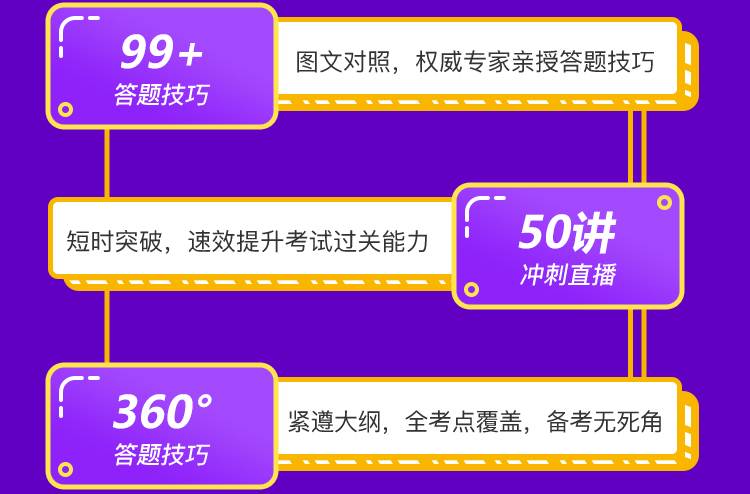 99+
答题技巧
图文对照，权威专家亲授答题技巧
短时突破，速效提升考试过关能力
50讲
冲刺直播
360°
答题技巧
紧遵大纲，全考点覆盖，备考无死角